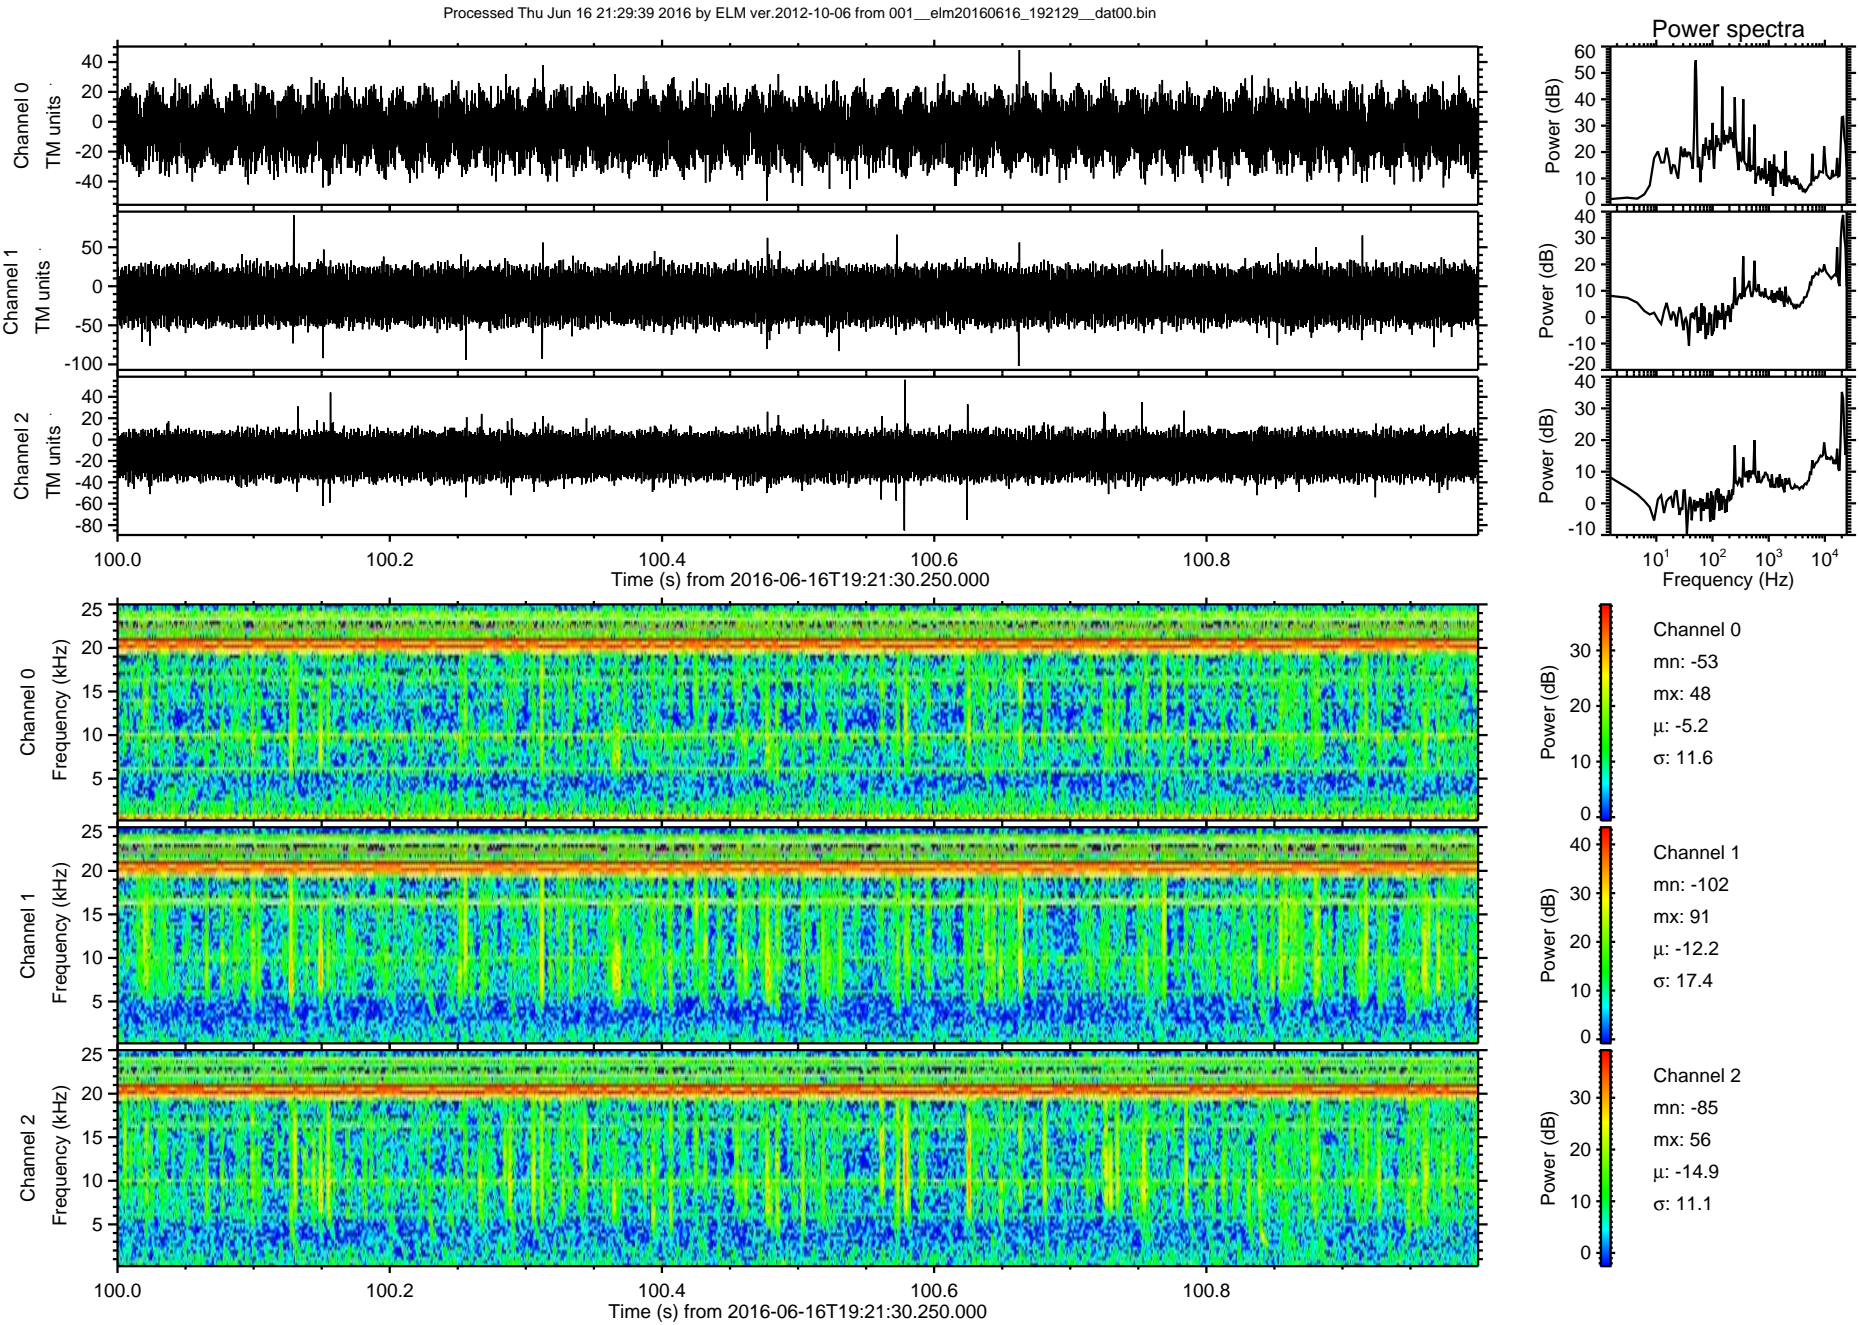 Processed Thu Jun 16 21:29:39 2016 by ELM ver.2012-10-06 from 001__elm20160616_192129__dat00.bin
Power spectra
Channel 0
TM units
40
20
0
-20
-40
Power (dB)
60
50
40
30
20
10
0
Channel 1
TM units
50
0
-50
-100
Power (dB)
40
30
20
10
0
-10
-20
Channel 2
TM units
40
20
0
-20
-40
-60
-80
Power (dB)
40
30
20
10
0
-10
100.0 100.2 100.4 100.6 100.8
Time (s) from 2016-06-16T19:21:30.250.000
10¹ 10² 10³ 10⁴
Frequency (Hz)
Channel 0
Frequency (kHz)
25
20
15
10
5
Power (dB)
30
20
10
0
Channel 0
mn: -53
mx: 48
μ: -5.2
σ: 11.6
Channel 1
Frequency (kHz)
25
20
15
10
5
Power (dB)
40
30
20
10
0
Channel 1
mn: -102
mx: 91
μ: -12.2
σ: 17.4
Channel 2
Frequency (kHz)
25
20
15
10
5
Power (dB)
30
20
10
0
Channel 2
mn: -85
mx: 56
μ: -14.9
σ: 11.1
100.0 100.2 100.4 100.6 100.8
Time (s) from 2016-06-16T19:21:30.250.000